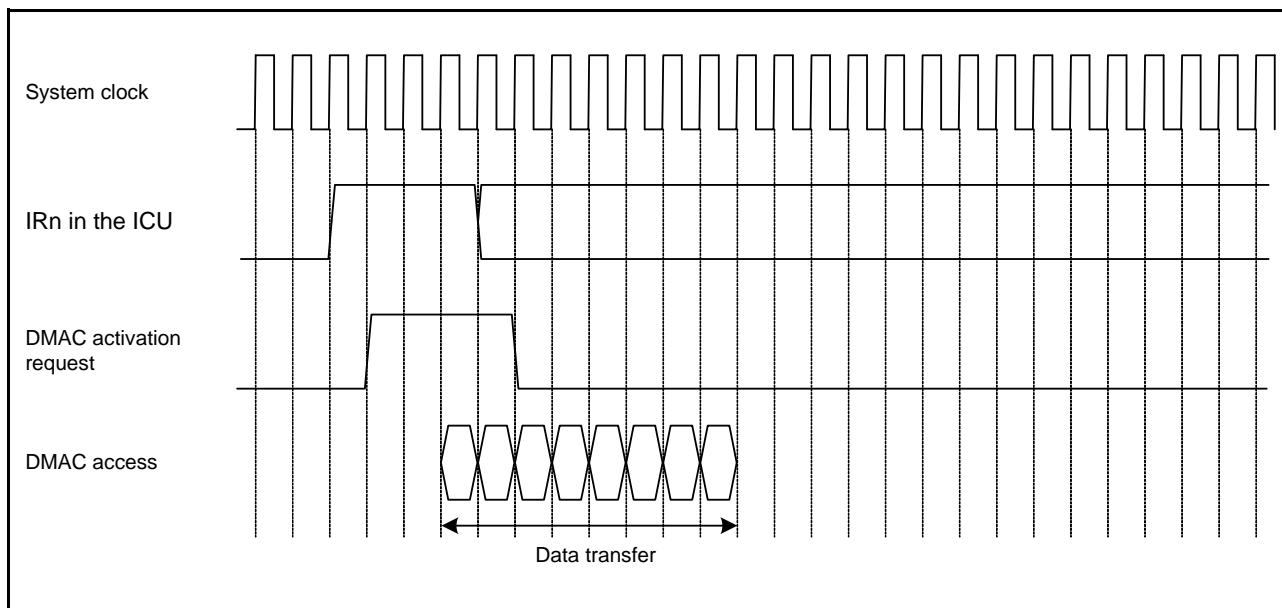 System clock
IRn in the ICU
DMAC activation
request
DMAC access
Data transfer